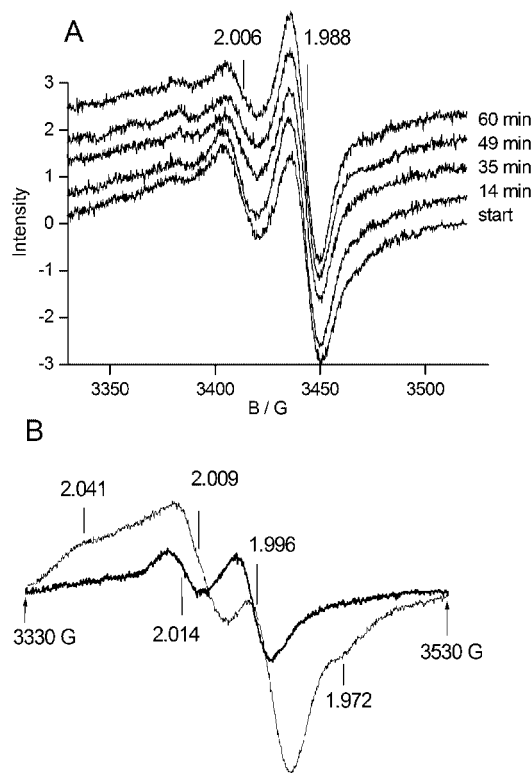 A
2.006
1.988
3
2
1
0
-1
-2
-3
Intensity
60 min
49 min
35 min
14 min
start
3350
3400
3450
3500
B / G
B
2.041
2.009
1.996
2.014
3330 G
3530 G
1.972